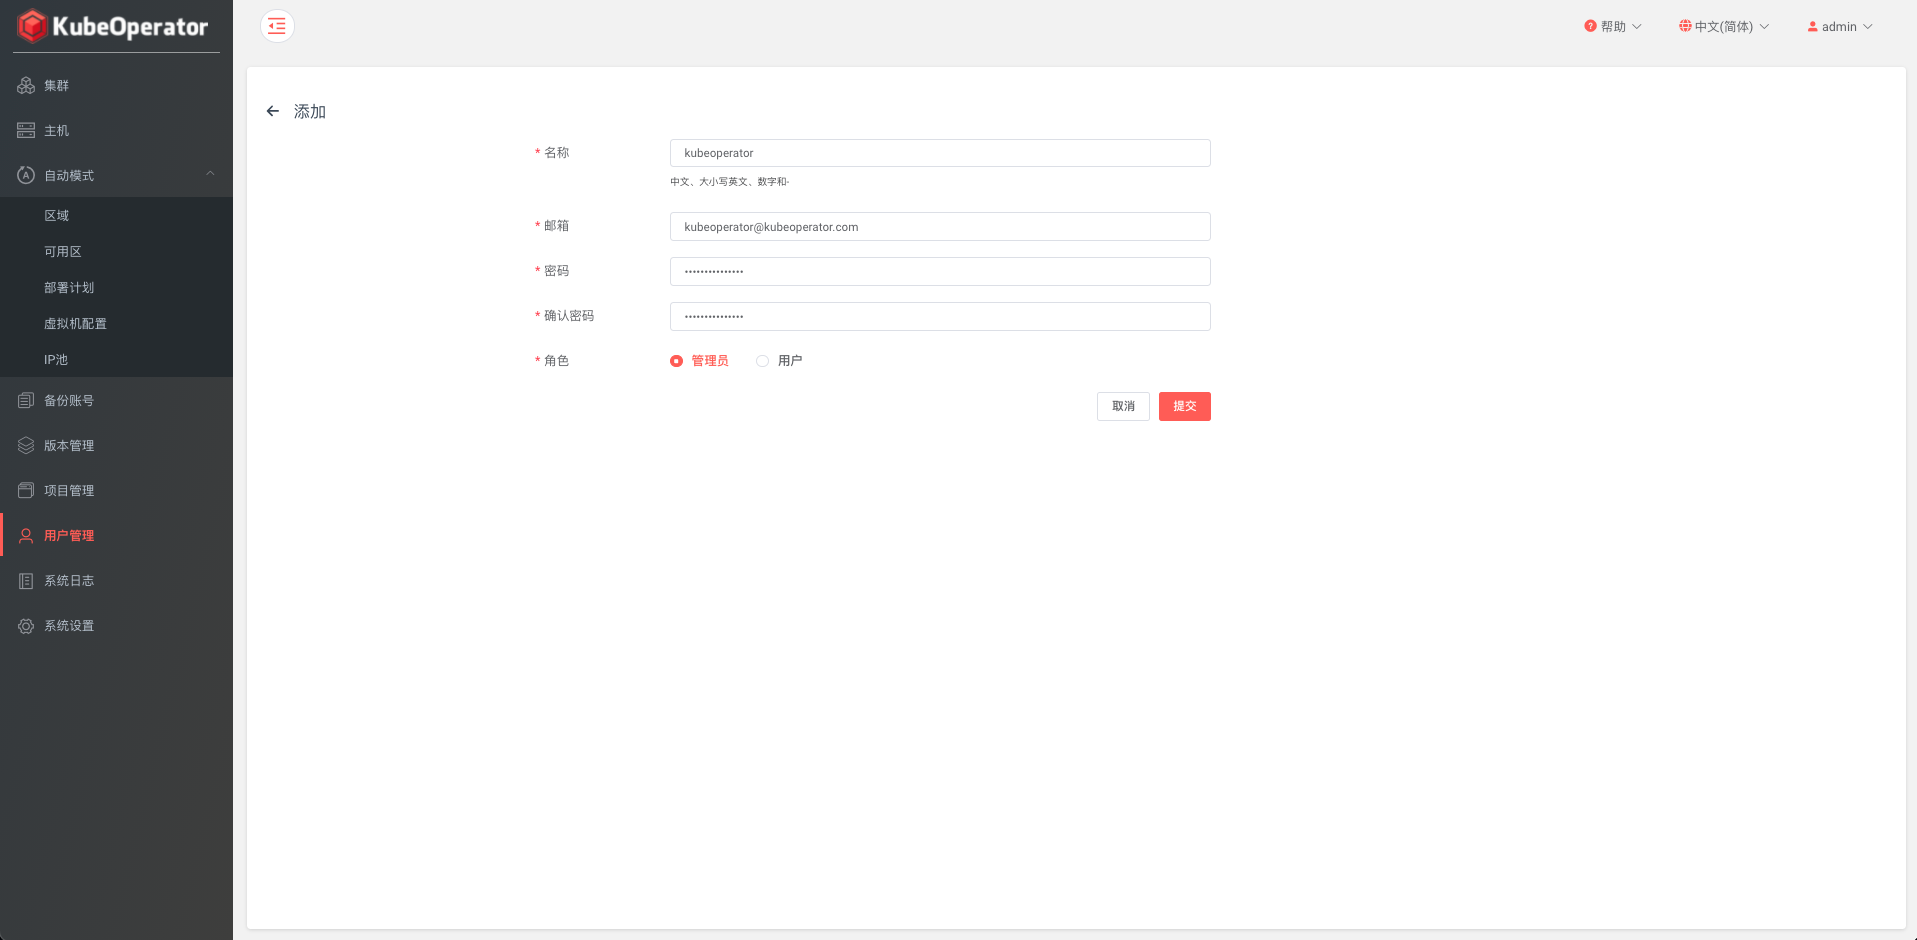 KubeOperator
帮助
中文(简体)
admin
集群
主机
自动模式
区域
可用区
部署计划
虚拟机配置
IP池
备份账号
版本管理
项目管理
用户管理
系统日志
系统设置
添加
* 名称
kubeoperator
中文、大小写英文、数字和-
* 邮箱
kubeoperator@kubeoperator.com
* 密码
•••••••••••••••
* 确认密码
•••••••••••••••
* 角色
管理员
用户
取消
提交